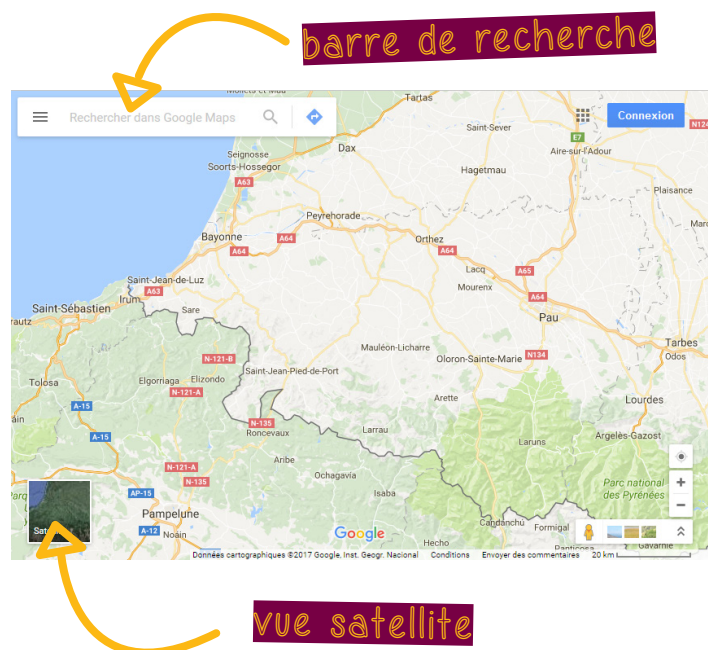 barre de recherche
Tartas
Rechercher dans Google Maps
Connexion
N124
Saint-Sever
E7
Dax
Aire-sur-l'Adour
Seignosse
Soorts-Hossegor
Hagetmau
A63
Plaisance
Peyrehorade
Bayonne
A64
Orthez
A64
A64
Lacq
A65
Saint-Jean-de-Luz
Mourenx
A63
Irun
A64
Saint-Sébastien
Sare
Pau
Mauléon-Licharre
Tarbes
N-121-B
Oloron-Sainte-Marie
N134
Odos
Saint-Jean-Pied-de-Port
Tolosa
Elgorriaga
Elizondo
N-121-A
Arette
Lourdes
A-15
N-135
Roncevaux
Larrau
Argelès-Gazost
A-15
Laruns
Aribe
N-121-A
Ochagavia
N-135
Parc national
des Pyrénées
AP-15
Isaba
Pampelune
Candanchú
Formigal
A-12
Noain
Google
Hecho
Gavarnie
Données cartographiques ©2017 Google, Inst. Geogr. Nacional
Conditions
Envoyer des commentaires
20 km
vue satellite